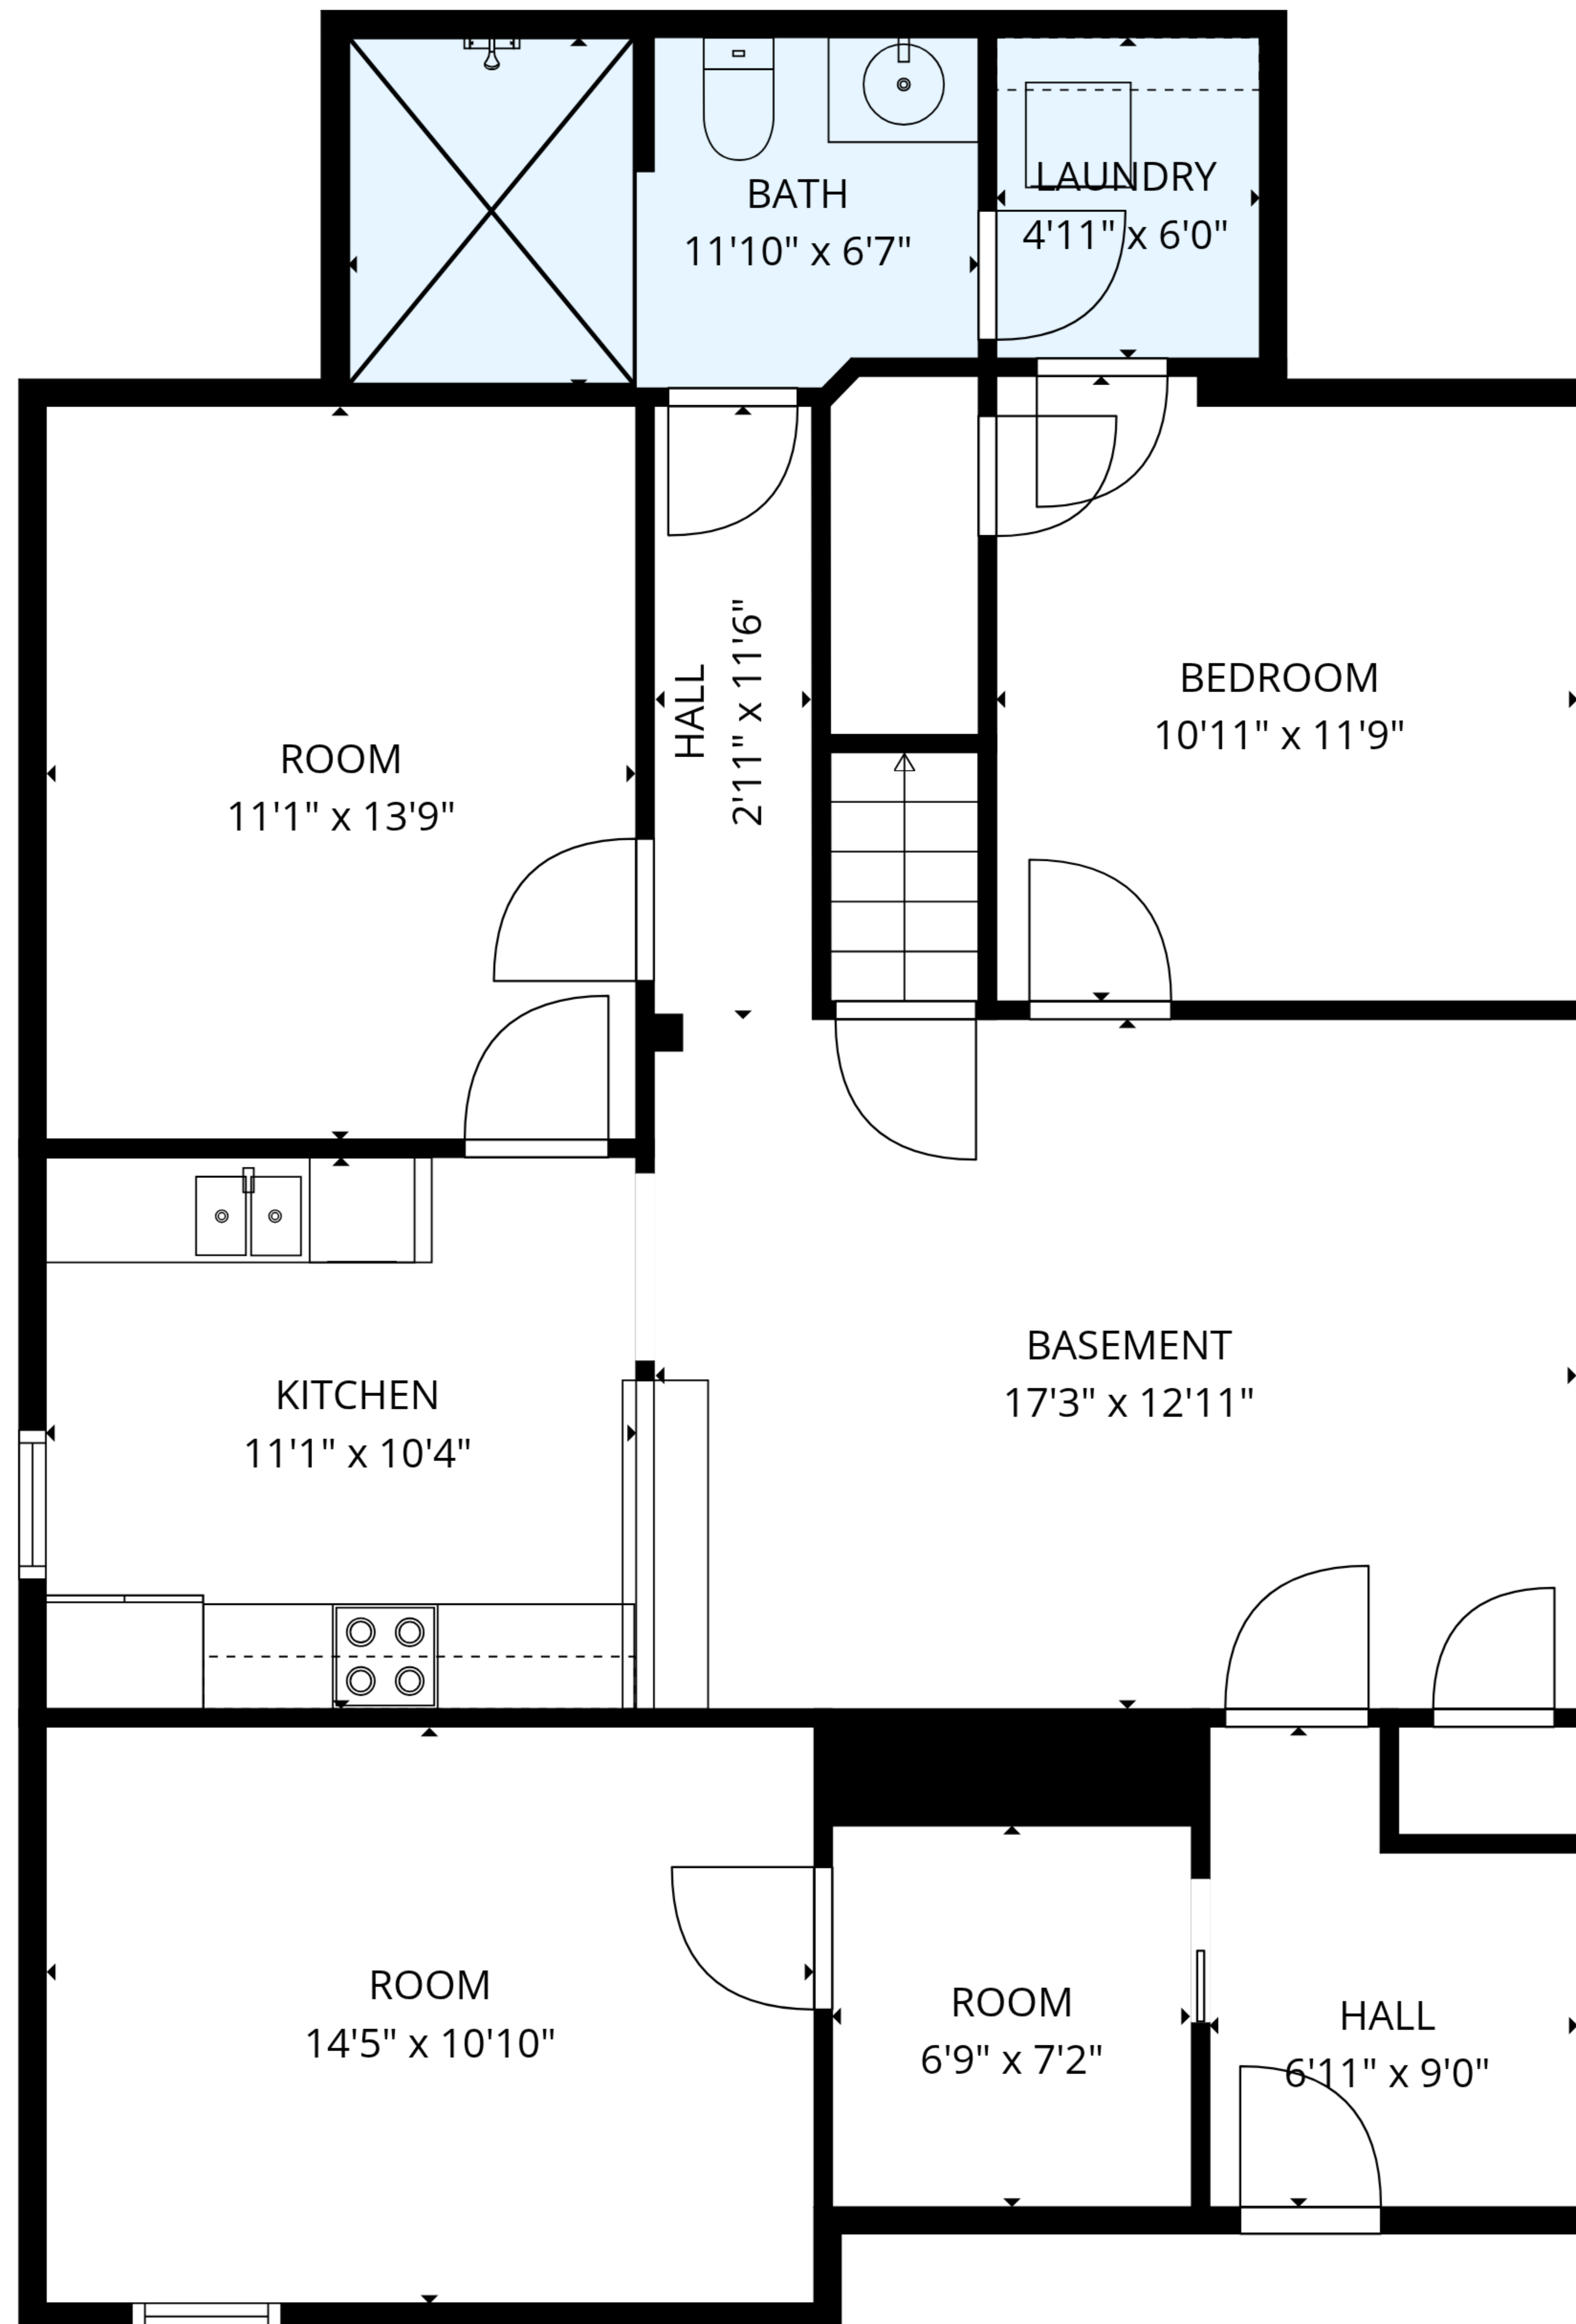 BATH
11'10" x 6'7"
LAUNDRY
4'11" x 6'0"
HALL
2'11" x 11'6"
BEDROOM
10'11" x 11'9"
ROOM
11'1" x 13'9"
BASEMENT
17'3" x 12'11"
KITCHEN
11'1" x 10'4"
ROOM
14'5" x 10'10"
ROOM
6'9" x 7'2"
HALL
6'11" x 9'0"